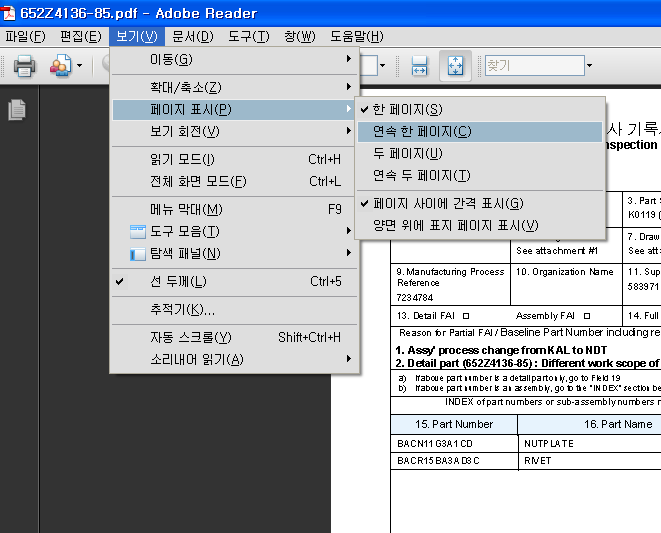 652Z4136-85.pdf - Adobe Reader
파일(F) 편집(E) 보기(V) 문서(D) 도구(T) 창(W) 도움말(H)
찾기
이동(G)
확대/축소(Z)
페이지 표시(P)
보기 회전(V)
읽기 모드(I) Ctrl+H
전체 화면 모드(F) Ctrl+L
메뉴 막대(M) F9
도구 모음(T)
탐색 패널(N)
선 두께(L) Ctrl+5
추적기(K)...
자동 스크롤(Y) Shift+Ctrl+H
소리내어 읽기(A)
한 페이지(S)
연속 한 페이지(C)
두 페이지(U)
연속 두 페이지(T)
페이지 사이에 간격 표시(G)
양면 위에 표지 페이지 표시(V)
사 기록
nspection
3. Part
K0119 (
7. Draw
See attachment #1 See att
9. Manufacturing Process Reference
7234784
10. Organization Name
11. Sup
583971
13. Detail FAI Assembly FAI 14. Full
Reason for Partial FAI / Baseline Part Number including re
1. Assy' process change from KAL to NDT
2. Detail part (652Z4136-85) : Different work scope of
a) If above part number is a detail part only, go to Field 19
b) If above part number is an assembly, go to the "INDEX" section be
INDEX of part numbers or sub-assembly numbers
15. Part Number 16. Part Name
BACN11G3A1CD NUTPLATE
BACR15BA3AD3C RIVET